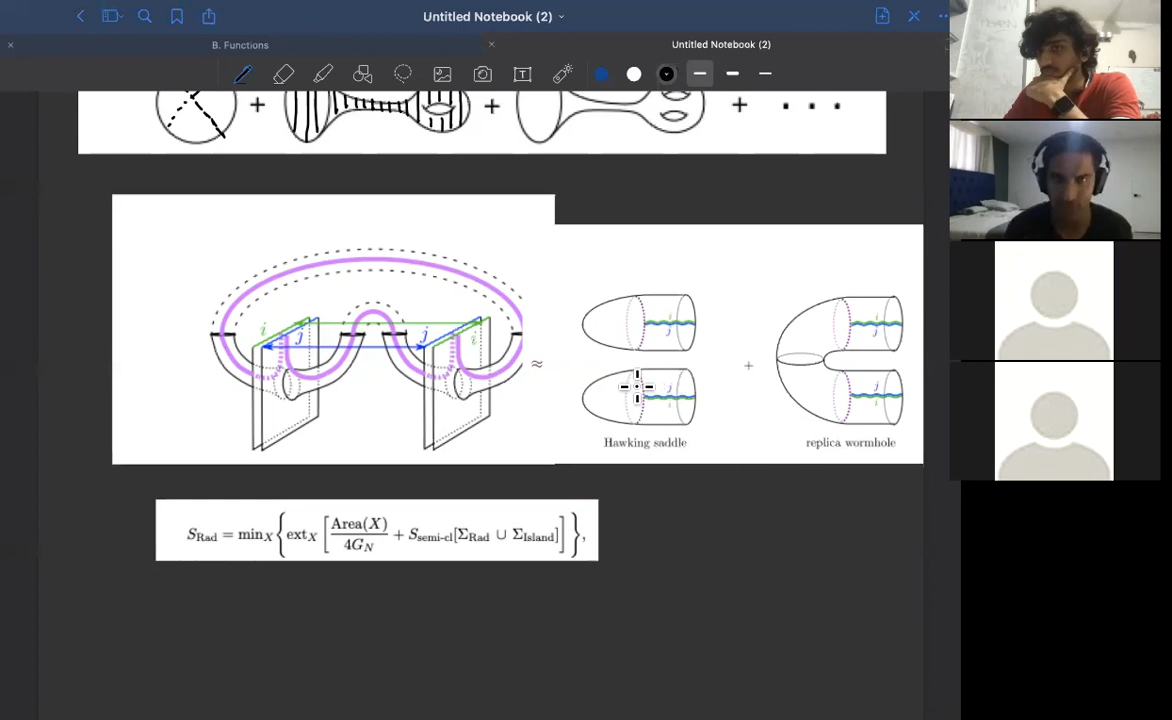 Untitled Notebook (2)
B. Functions
Untitled Notebook (2)
+ + + . . .
i j j i
≈
i
j
j
i
+
j
i
j
i
Hawking saddle
replica wormhole
S_Rad = min_X { ext_X [ Area(X) / 4G_N + S_semi-cl[Σ_Rad ∪ Σ_Island] ] },